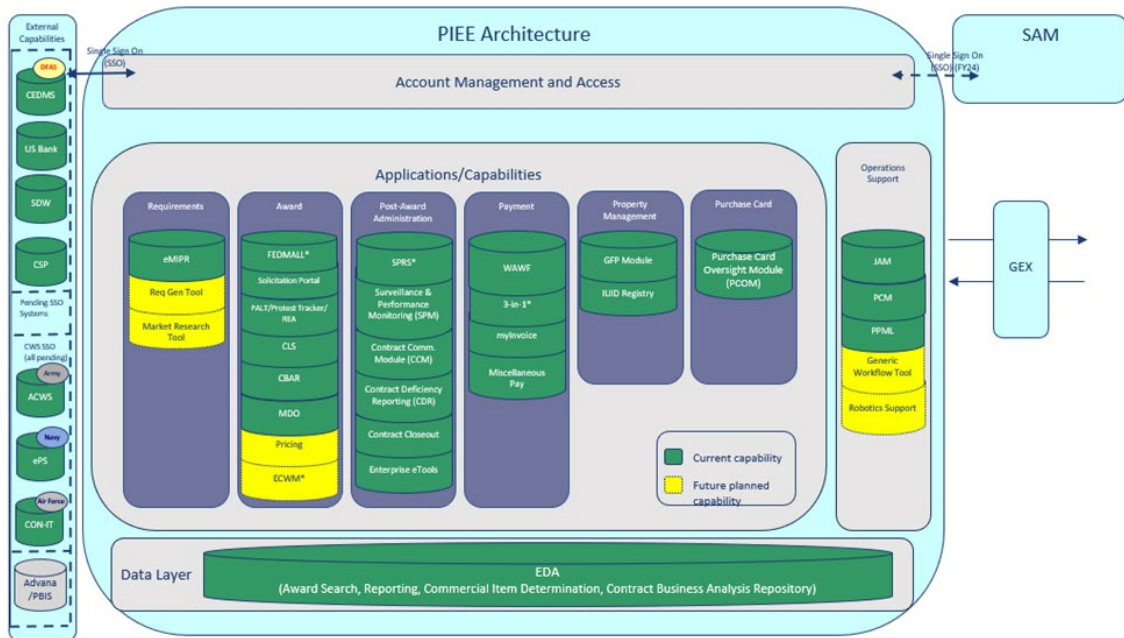 External
Capabilities
DFAS
CEDMS
US Bank
SDW
CSP
Pending SSO
Systems
CWS SSO
(all pending)
Army
ACWS
Navy
ePS
Air Force
CON-IT
Advana
/PBIS
Single Sign On
(SSO)
PIEE Architecture
Account Management and Access
Single Sign On
(SSO) (FY24)
SAM
Applications/Capabilities
Requirements
eMIPR
Req Gen Tool
Market Research
Tool
Award
FEDMALL*
Solicitation Portal
PALT/Protest Tracker/
REA
CLS
CBAR
MDO
Pricing
ECWM*
Post-Award
Administration
SPRS*
Surveillance &
Performance
Monitoring (SPM)
Contract Comm.
Module (CCM)
Contract Deficiency
Reporting (CDR)
Contract Closeout
Enterprise eTools
Payment
WAWF
3-in-1*
myInvoice
Miscellaneous
Pay
Property
Management
GFP Module
IUID Registry
Purchase Card
Purchase Card
Oversight Module
(PCOM)
Current capability
Future planned
capability
Operations
Support
JAM
PCM
PPML
Generic
Workflow Tool
Robotics Support
GEX
Data Layer
EDA
(Award Search, Reporting, Commercial Item Determination, Contract Business Analysis Repository)